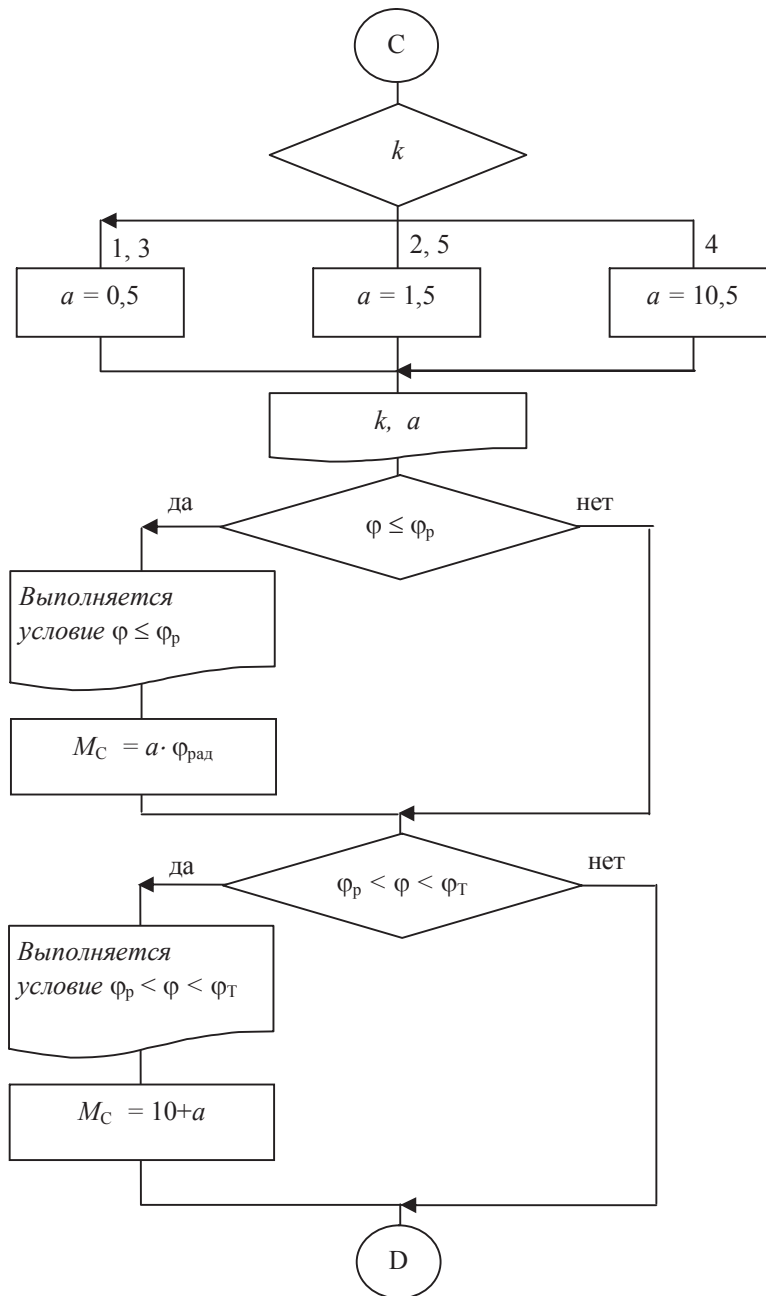 C
k
1, 3
2, 5
4
a = 0,5
a = 1,5
a = 10,5
k, a
да
φ ≤ φр
нет
Выполняется
условие φ ≤ φр
MС = a· φрад
да
φр < φ < φТ
нет
Выполняется
условие φр < φ < φТ
MС = 10+a
D